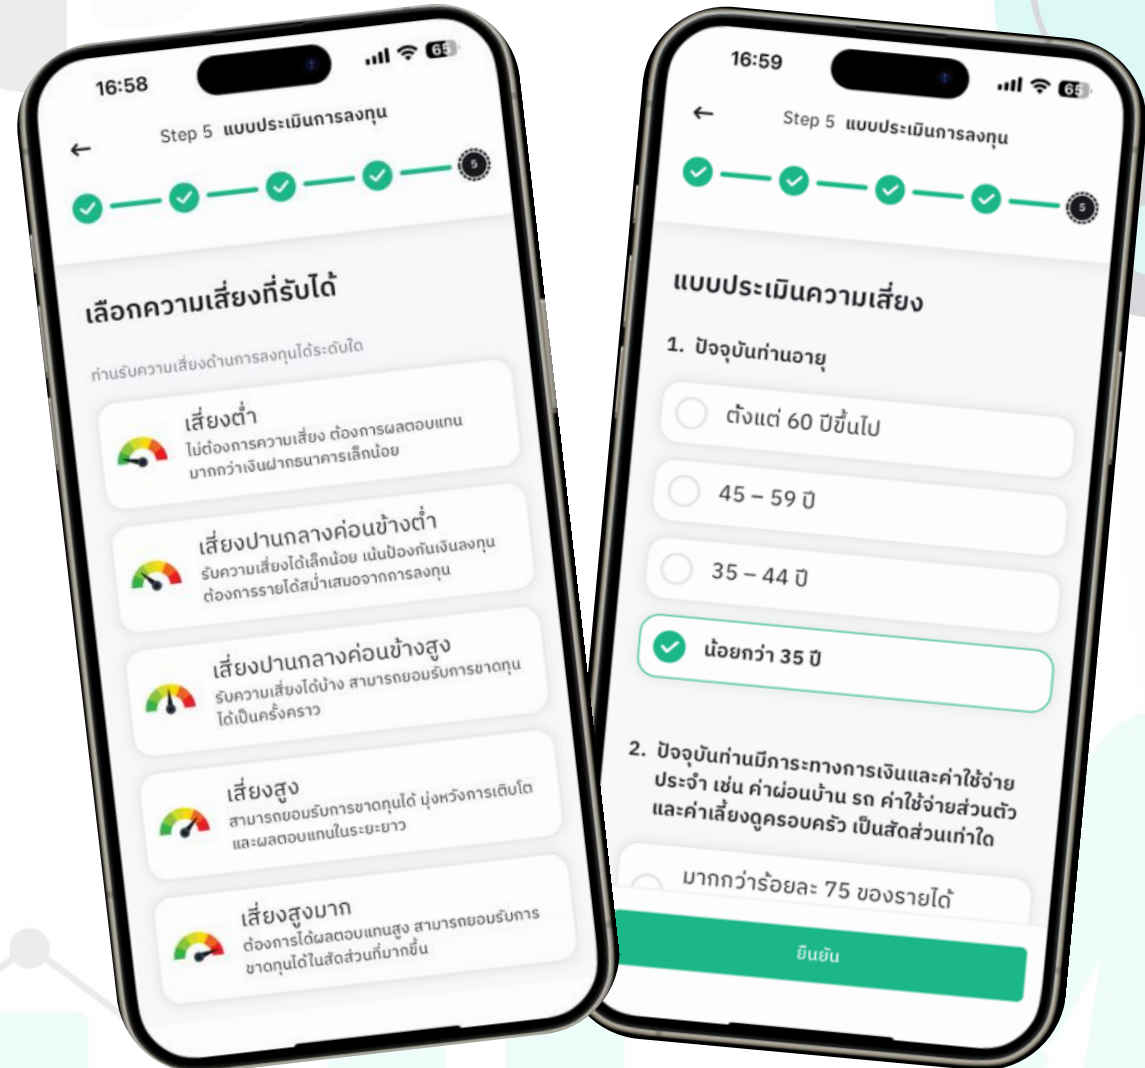 16:58
65
Step 5 แบบประเมินการลงทุน
5
เลือกความเสี่ยงที่รับได้
ท่านรับความเสี่ยงด้านการลงทุนได้ระดับใด
เสี่ยงต่ำ
ไม่ต้องการความเสี่ยง ต้องการผลตอบแทน
มากกว่าเงินฝากธนาคารเล็กน้อย
เสี่ยงปานกลางค่อนข้างต่ำ
รับความเสี่ยงได้เล็กน้อย เน้นป้องกันเงินลงทุน
ต้องการรายได้สม่ำเสมอจากการลงทุน
เสี่ยงปานกลางค่อนข้างสูง
รับความเสี่ยงได้บ้าง สามารถยอมรับการขาดทุน
ได้เป็นครั้งคราว
เสี่ยงสูง
สามารถยอมรับการขาดทุนได้ มุ่งหวังการเติบโต
และผลตอบแทนในระยะยาว
เสี่ยงสูงมาก
ต้องการได้ผลตอบแทนสูง สามารถยอมรับการ
ขาดทุนได้ในสัดส่วนที่มากขึ้น
16:59
65
Step 5 แบบประเมินการลงทุน
5
แบบประเมินความเสี่ยง
1. ปัจจุบันท่านอายุ
ตั้งแต่ 60 ปีขึ้นไป
45 – 59 ปี
35 – 44 ปี
น้อยกว่า 35 ปี
2. ปัจจุบันท่านมีภาระทางการเงินและค่าใช้จ่าย
ประจำ เช่น ค่าผ่อนบ้าน รถ ค่าใช้จ่ายส่วนตัว
และค่าเลี้ยงดูครอบครัว เป็นสัดส่วนเท่าใด
มากกว่าร้อยละ 75 ของรายได้
ยืนยัน